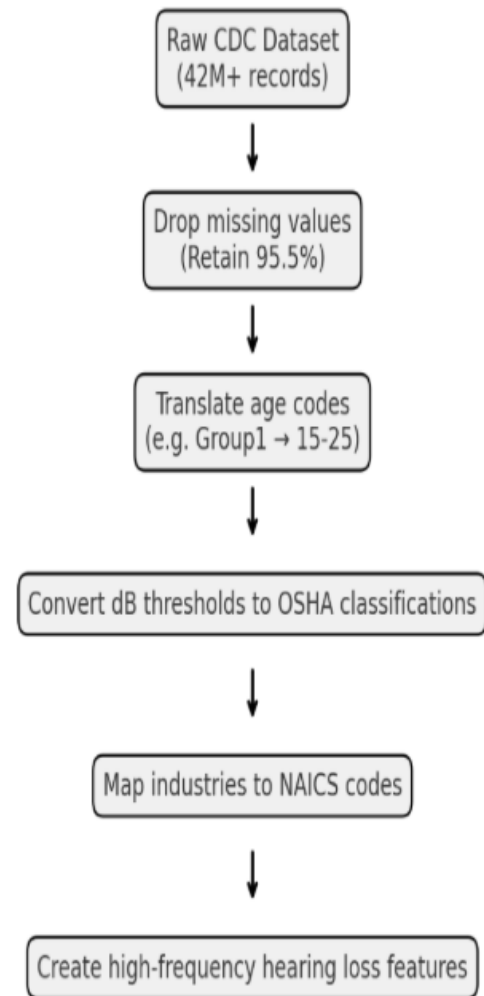 Raw CDC Dataset
(42M+ records)
Drop missing values
(Retain 95.5%)
Translate age codes
(e.g. Group1 → 15-25)
Convert dB thresholds to OSHA classifications
Map industries to NAICS codes
Create high-frequency hearing loss features